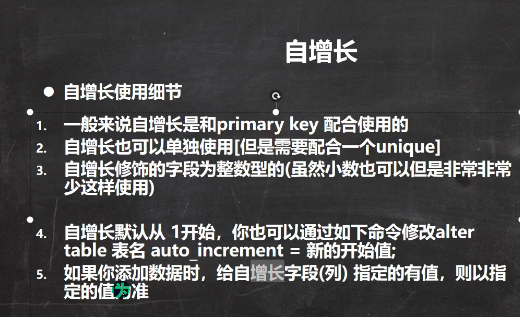 自增长
● 自增长使用细节
1. 一般来说自增长是和primary key 配合使用的
2. 自增长也可以单独使用[但是需要配合一个unique]
3. 自增长修饰的字段为整数型的(虽然小数也可以但是非常非常
少这样使用)
4. 自增长默认从 1开始，你也可以通过如下命令修改alter
table 表名 auto_increment = 新的开始值;
5. 如果你添加数据时，给自增长字段(列) 指定的有值，则以指
定的值为准